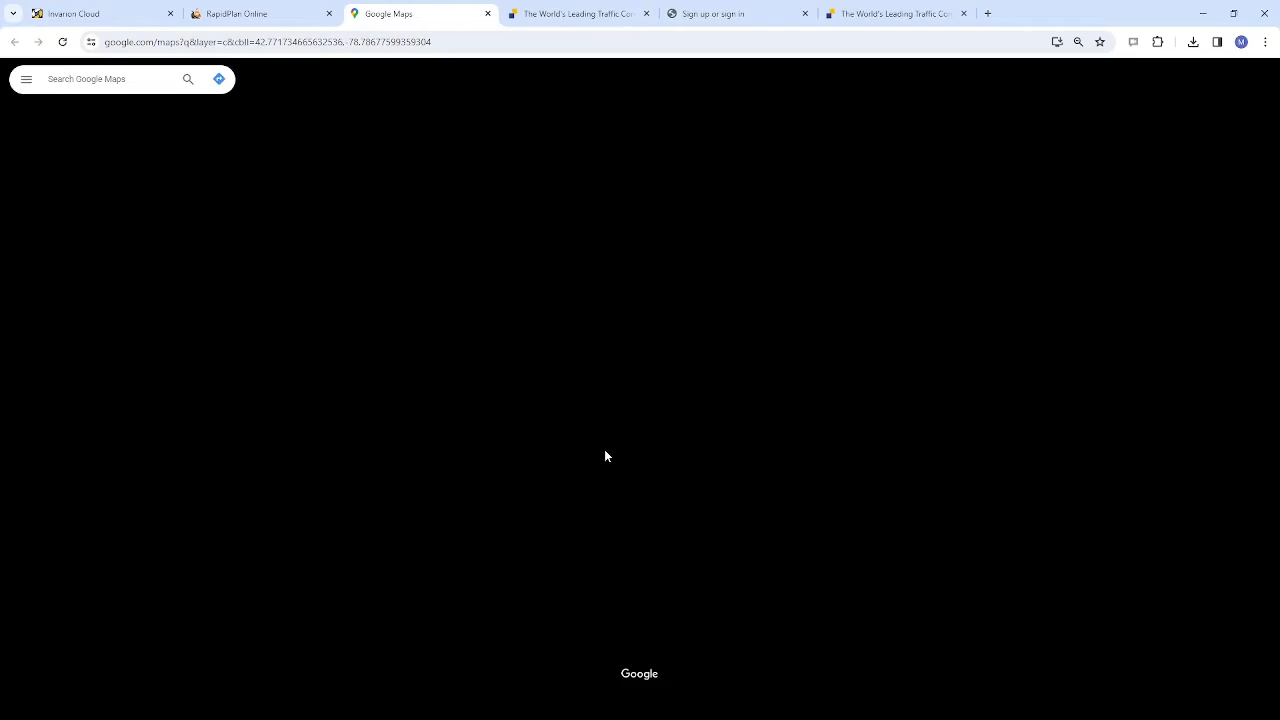 Invarion Cloud
RapidPlan Online
Google Maps
The World's Leading Traffic Con
Sign up or sign in
The World's Leading Traffic Con
google.com/maps?q&layer=c&cbll=42.771734665632536,-78.78677599359304
M
Search Google Maps
Google